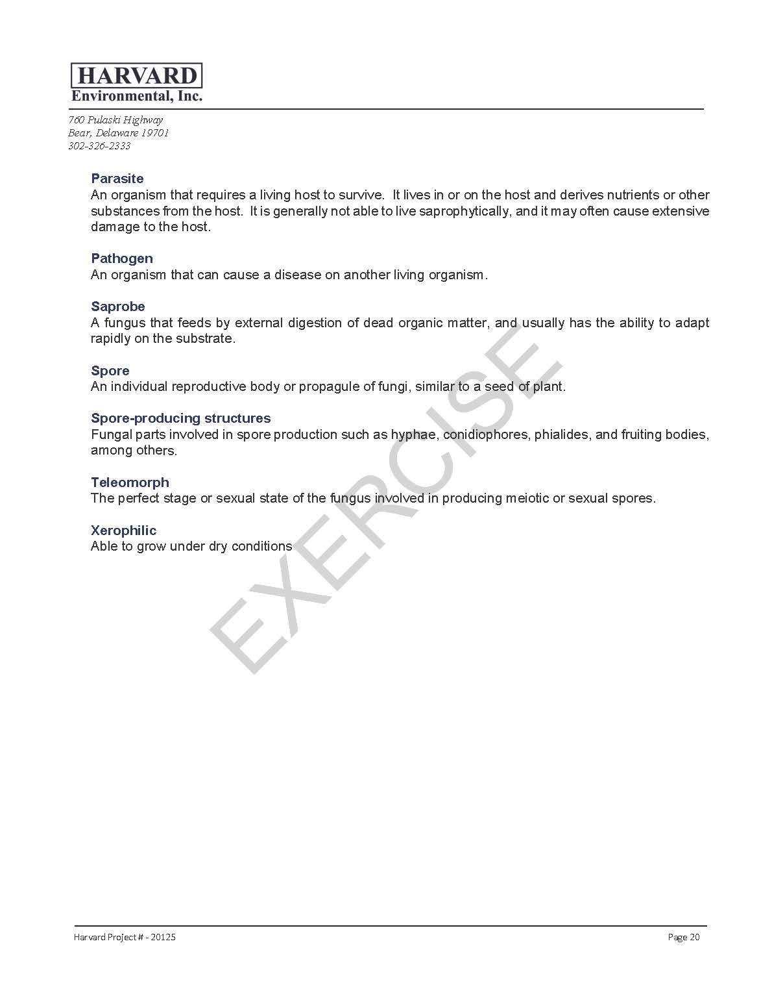 HARVARD
Environmental, Inc.
760 Pulaski Highway
Bear, Delaware 19701
302-326-2333
Parasite
An organism that requires a living host to survive.  It lives in or on the host and derives nutrients or other
substances from the host.  It is generally not able to live saprophytically, and it may often cause extensive
damage to the host.
Pathogen
An organism that can cause a disease on another living organism.
Saprobe
A fungus that feeds by external digestion of dead organic matter, and usually has the ability to adapt
rapidly on the substrate.
Spore
An individual reproductive body or propagule of fungi, similar to a seed of plant.
Spore-producing structures
Fungal parts involved in spore production such as hyphae, conidiophores, phialides, and fruiting bodies,
among others.
Teleomorph
The perfect stage or sexual state of the fungus involved in producing meiotic or sexual spores.
Xerophilic
Able to grow under dry conditions
EXERCISE
Harvard Project # - 20125 Page 20